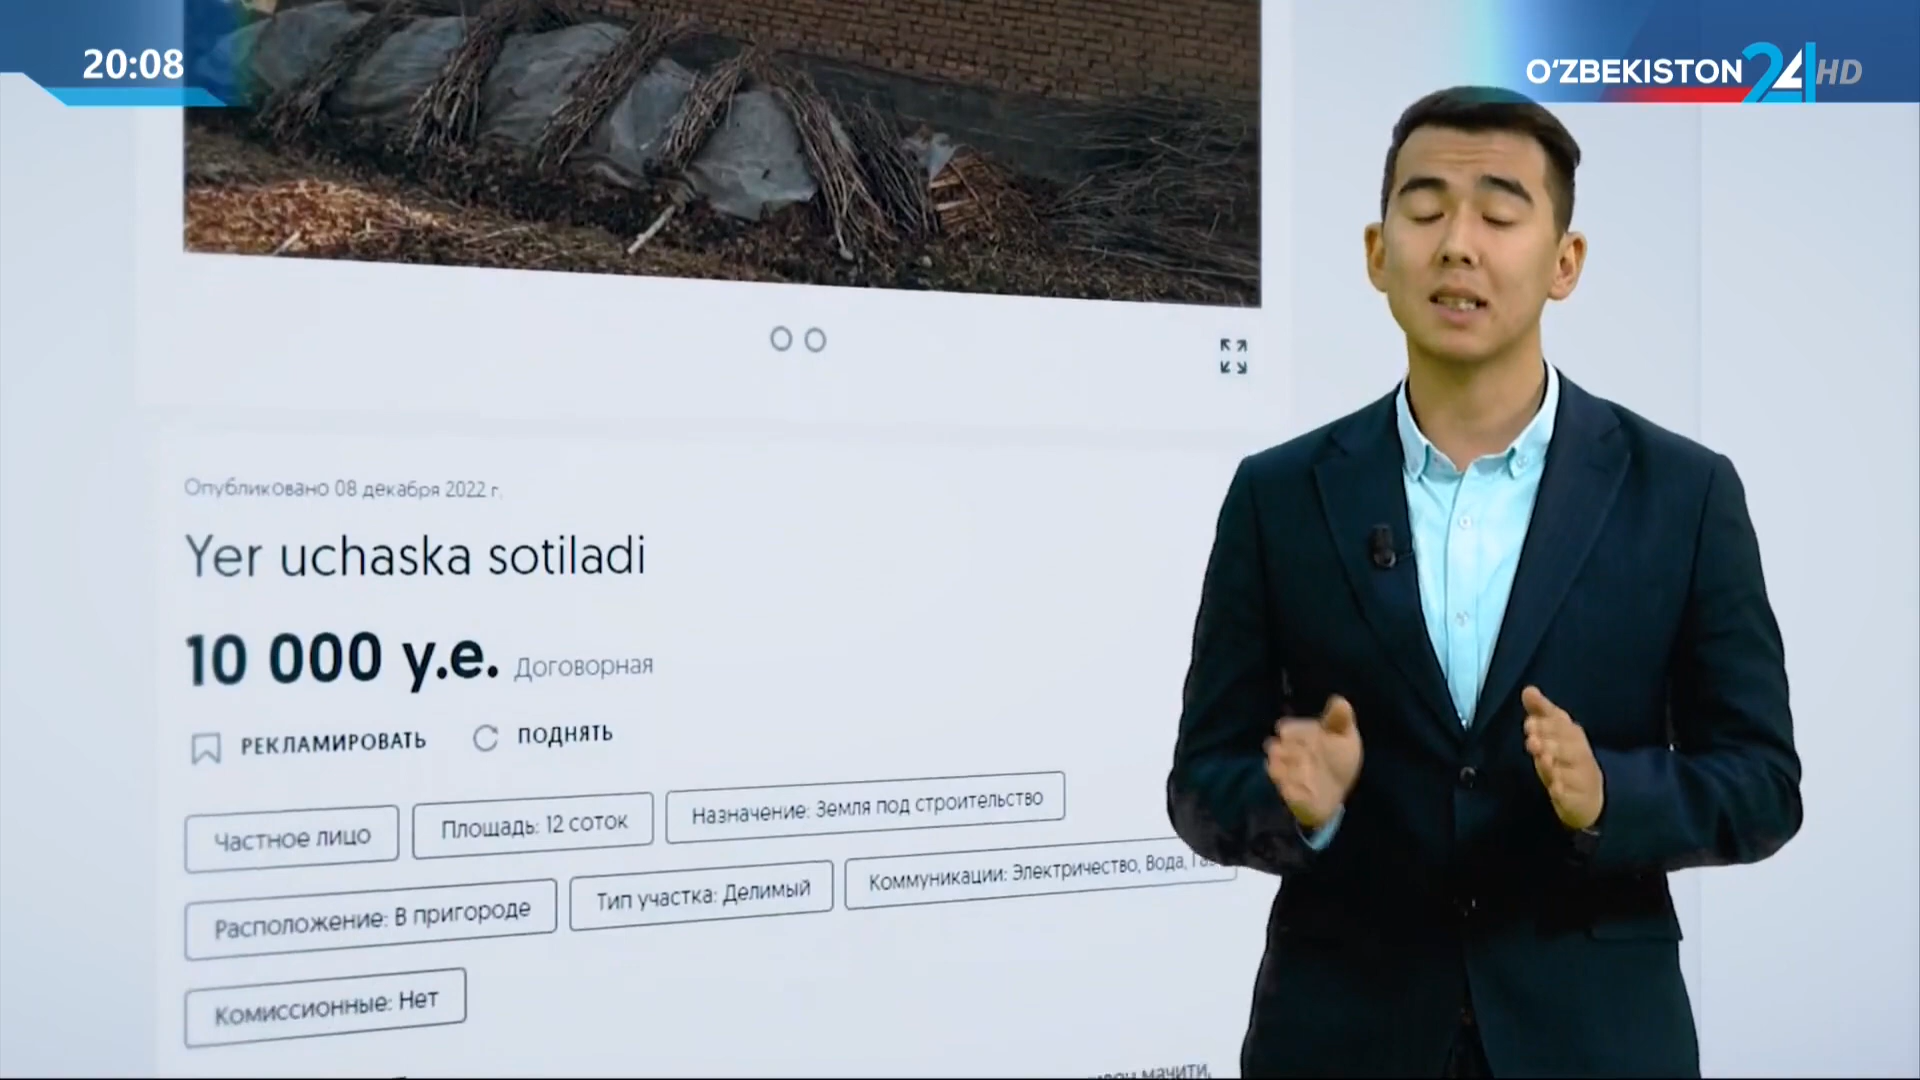 20:08
O‘ZBEKISTON 24 HD
Опубликовано 08 декабря 2022 г.
Yer uchaska sotiladi
10 000 у.е. Договорная
РЕКЛАМИРОВАТЬ ПОДНЯТЬ
Частное лицо Площадь: 12 соток Назначение: Земля под строительство
Расположение: В пригороде Тип участка: Делимый Коммуникации: Электричество, Вода,
Комиссионные: Нет
мачити,